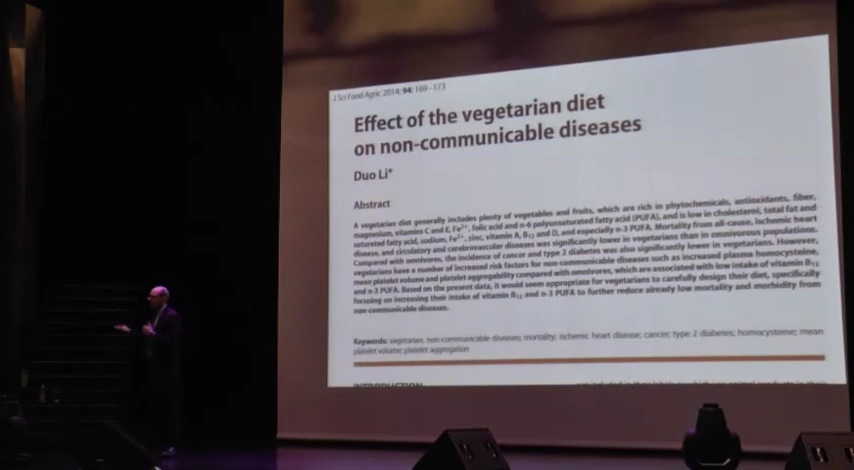 J Sci Food Agric 2014; 94: 169–173
Effect of the vegetarian diet
on non-communicable diseases
Duo Li*
Abstract
A vegetarian diet generally includes plenty of vegetables and fruits, which are rich in phytochemicals, antioxidants, fiber,
magnesium, vitamins C and E, Fe³⁺, folic acid and n-6 polyunsaturated fatty acid (PUFA), and is low in cholesterol, total fat and
saturated fatty acid, sodium, Fe²⁺, zinc, vitamin A, B₁₂ and D, and especially n-3 PUFA. Mortality from all-cause, ischemic heart
disease, and circulatory and cerebrovascular diseases was significantly lower in vegetarians than in omnivorous populations.
Compared with omnivores, the incidence of cancer and type 2 diabetes was also significantly lower in vegetarians. However,
vegetarians have a number of increased risk factors for non-communicable diseases such as increased plasma homocysteine,
mean platelet volume and platelet aggregability compared with omnivores, which are associated with low intake of vitamin B₁₂
and n-3 PUFA. Based on the present data, it would seem appropriate for vegetarians to carefully design their diet, specifically
focusing on increasing their intake of vitamin B₁₂ and n-3 PUFA to further reduce already low mortality and morbidity from
non-communicable diseases.
Keywords: vegetarian; non-communicable diseases; mortality; ischemic heart disease; cancer; type 2 diabetes; homocysteine; mean
platelet volume; platelet aggregation
INTRODUCTION